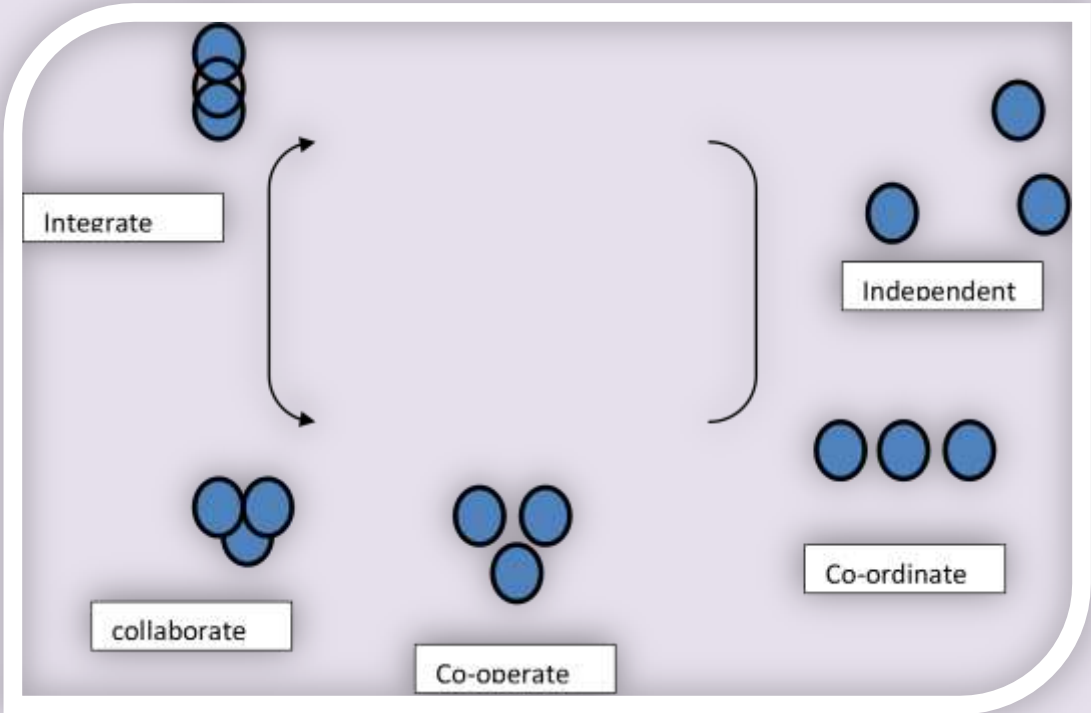 Integrate
Independent
Co-ordinate
collaborate
Co-operate